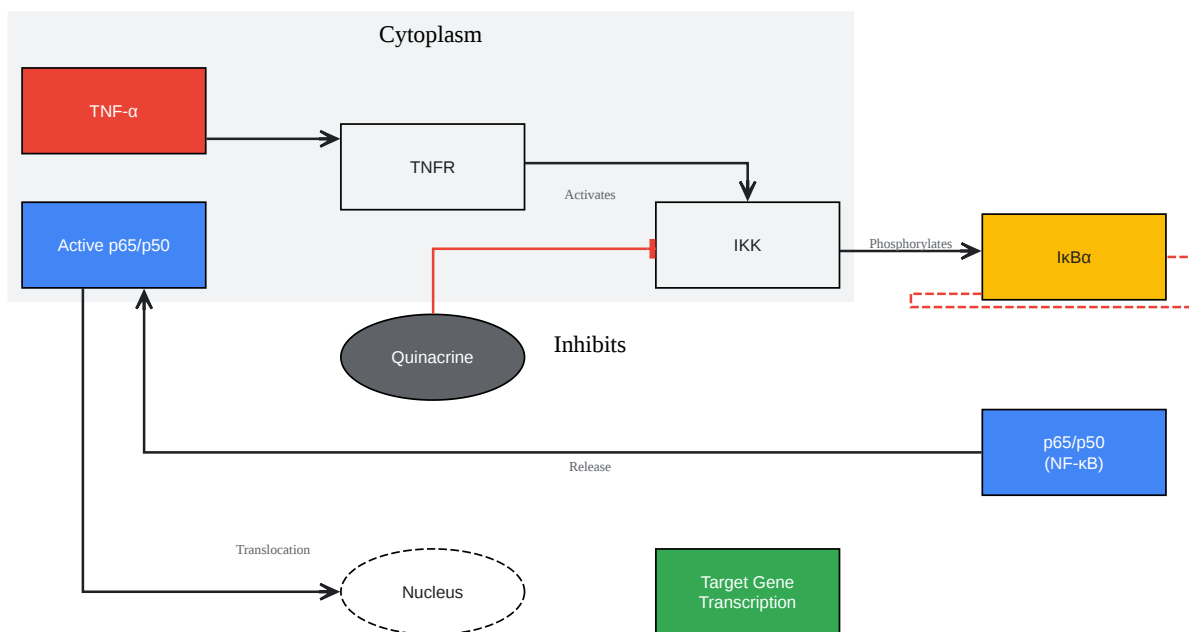 Cytoplasm
TNF-α
TNFR
Activates
Active p65/p50
IKK
Phosphorylates
IκBα
Quinacrine
Inhibits
p65/p50
(NF-κB)
Release
Translocation
Nucleus
Target Gene
Transcription